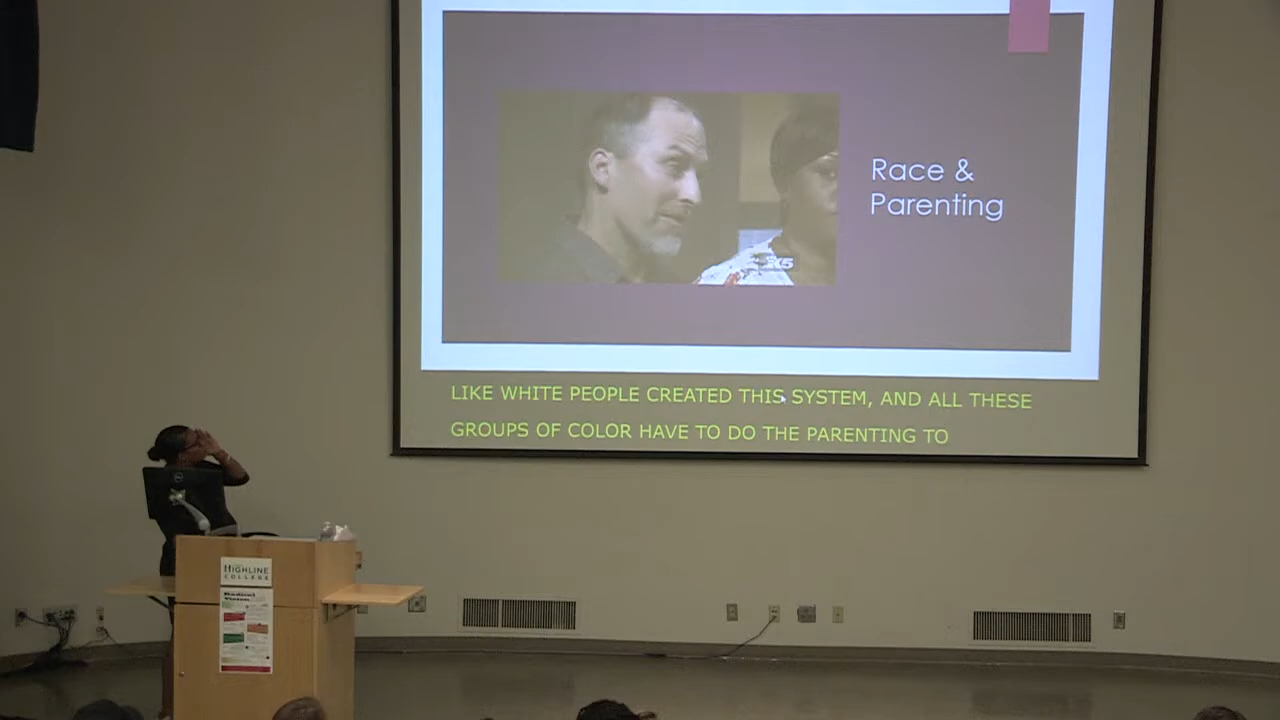 Race &
Parenting
LIKE WHITE PEOPLE CREATED THIS SYSTEM, AND ALL THESE
GROUPS OF COLOR HAVE TO DO THE PARENTING TO
HIGHLINE
COLLEGE
Radical